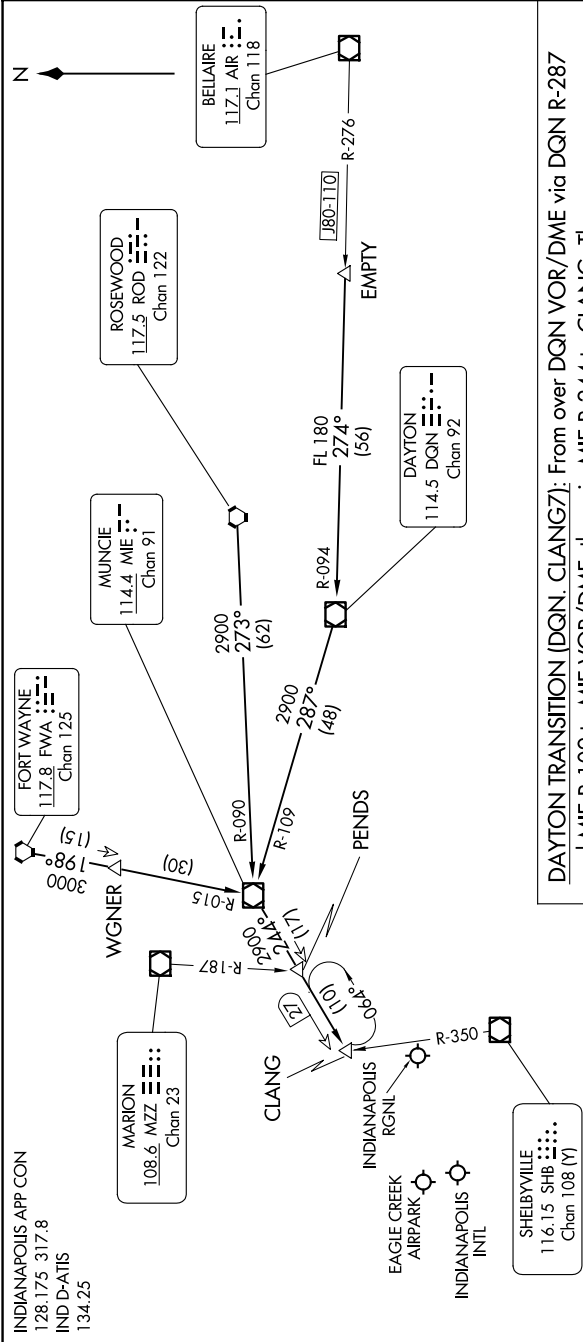 INDIANAPOLIS APP CON
128.175 317.8
IND D-ATIS
134.25
N
FORT WAYNE
117.8 FWA
Chan 125
MUNCIE
114.4 MIE
Chan 91
ROSEWOOD
117.5 ROD
Chan 122
BELLAIRE
117.1 AIR
Chan 118
MARION
108.6 MZZ
Chan 23
DAYTON
114.5 DQN
Chan 92
SHELBYVILLE
116.15 SHB
Chan 108 (Y)
3000
198°
(15)
WGNER
(30)
R-015
2900
273°
(62)
R-090
R-276
J80-110
EMPTY
FL 180
274°
(56)
R-094
2900
287°
(48)
R-109
2900
244°
(17)
PENDS
R-187
(10)
064°
27
CLANG
R-350
INDIANAPOLIS
RGNL
EAGLE CREEK
AIRPARK
INDIANAPOLIS
INTL
DAYTON TRANSITION (DQN. CLANG7): From over DQN VOR/DME via DQN R-287